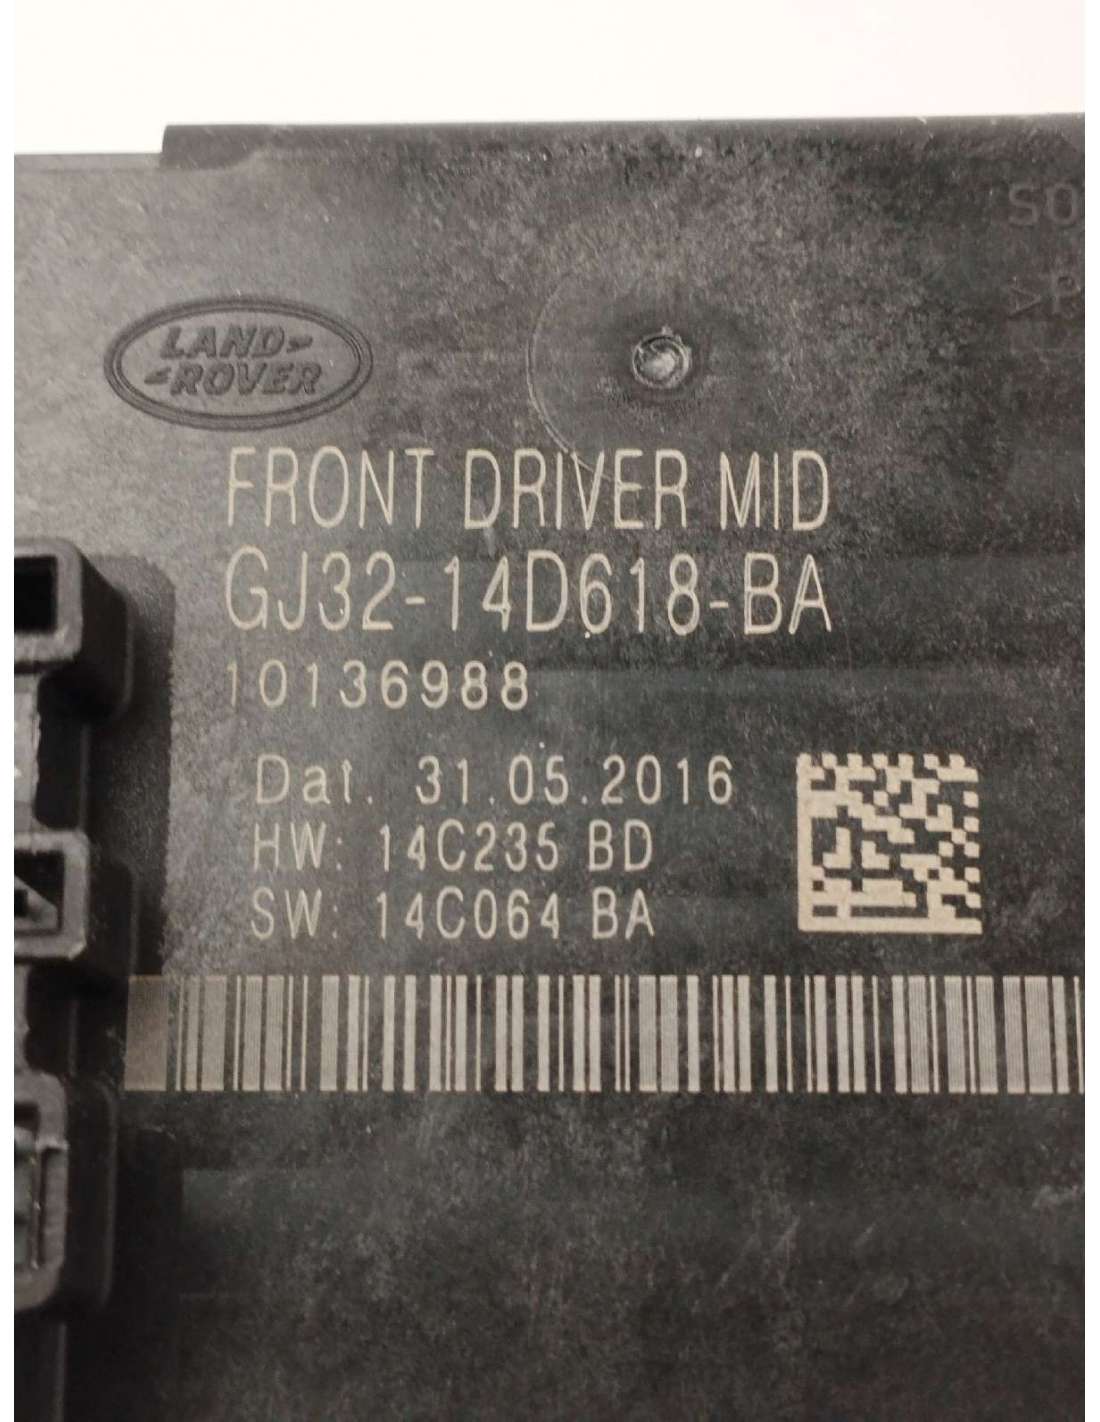 SO
>P
LAND-
-ROVER
FRONT DRIVER MID
GJ32-14D618-BA
10136988
Dat. 31.05.2016
HW: 14C235 BD
SW: 14C064 BA